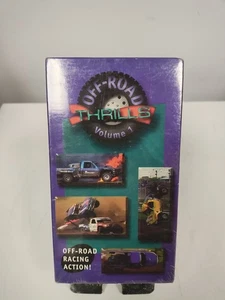 OFF-ROAD
THRILLS
Volume 1
OFF-ROAD
RACING
ACTION!